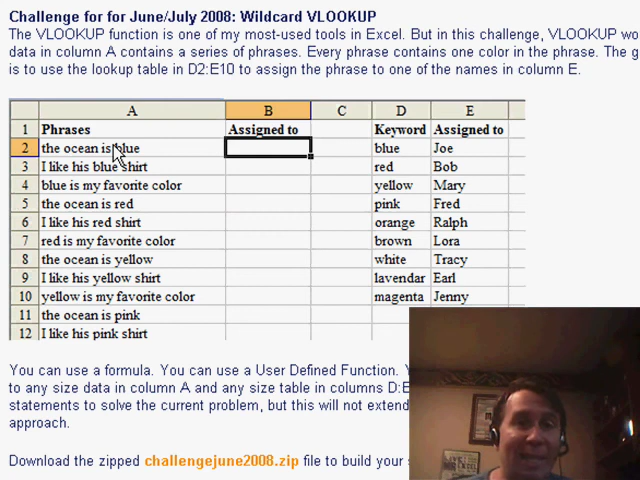 Challenge for for June/July 2008: Wildcard VLOOKUP
The VLOOKUP function is one of my most-used tools in Excel. But in this challenge, VLOOKUP wo
data in column A contains a series of phrases. Every phrase contains one color in the phrase. The g
is to use the lookup table in D2:E10 to assign the phrase to one of the names in column E.
A B C D E
1 Phrases Assigned to Keyword Assigned to
2 the ocean is blue blue Joe
3 I like his blue shirt red Bob
4 blue is my favorite color yellow Mary
5 the ocean is red pink Fred
6 I like his red shirt orange Ralph
7 red is my favorite color brown Lora
8 the ocean is yellow white Tracy
9 I like his yellow shirt lavendar Earl
10 yellow is my favorite color magenta Jenny
11 the ocean is pink
12 I like his pink shirt
You can use a formula. You can use a User Defined Function. Y
to any size data in column A and any size table in columns D:E
statements to solve the current problem, but this will not extend
approach.
Download the zipped challengejune2008.zip file to build your s